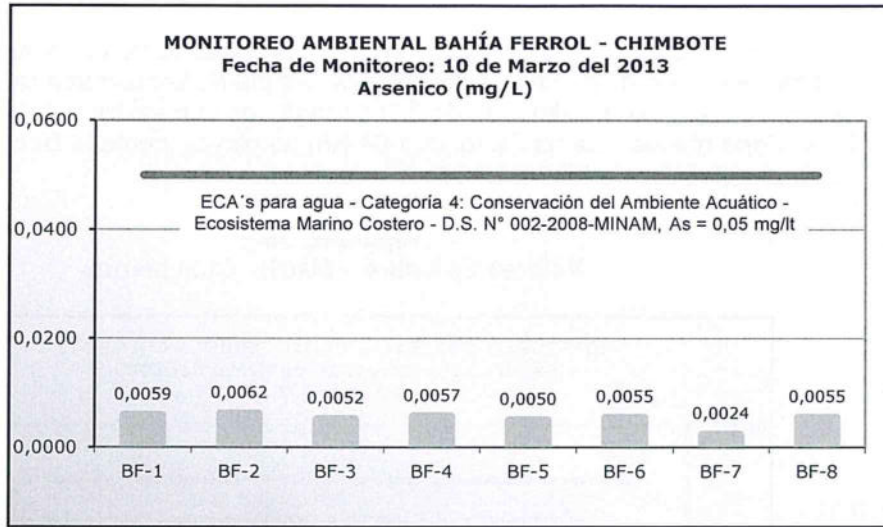 MONITOREO AMBIENTAL BAHÍA FERROL - CHIMBOTE
Fecha de Monitoreo: 10 de Marzo del 2013
Arsenico (mg/L)
0,0600
ECA´s para agua - Categoría 4: Conservación del Ambiente Acuático -
Ecosistema Marino Costero - D.S. N° 002-2008-MINAM, As = 0,05 mg/lt
0,0400
0,0200
0,0059 0,0062 0,0052 0,0057 0,0050 0,0055 0,0024 0,0055
0,0000
BF-1 BF-2 BF-3 BF-4 BF-5 BF-6 BF-7 BF-8